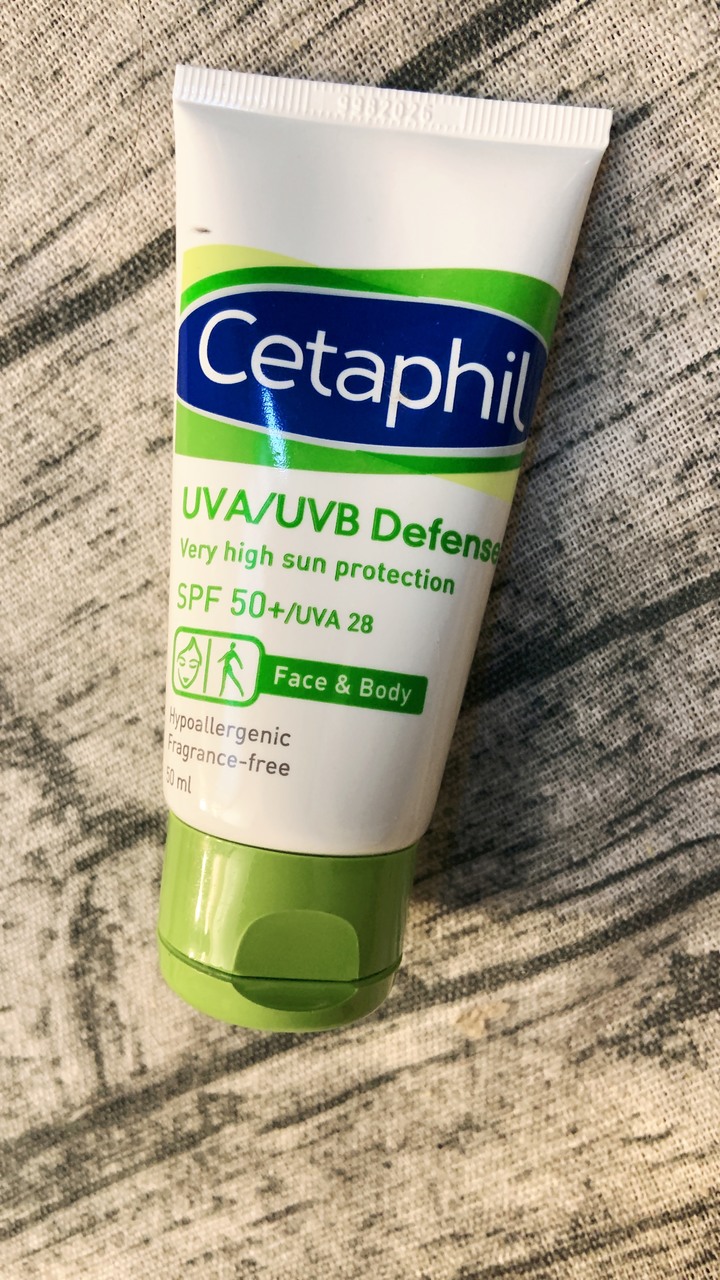 Cetaphil
UVA/UVB Defense
Very high sun protection
SPF 50+/UVA 28
Face & Body
Hypoallergenic
Fragrance-free
50 ml